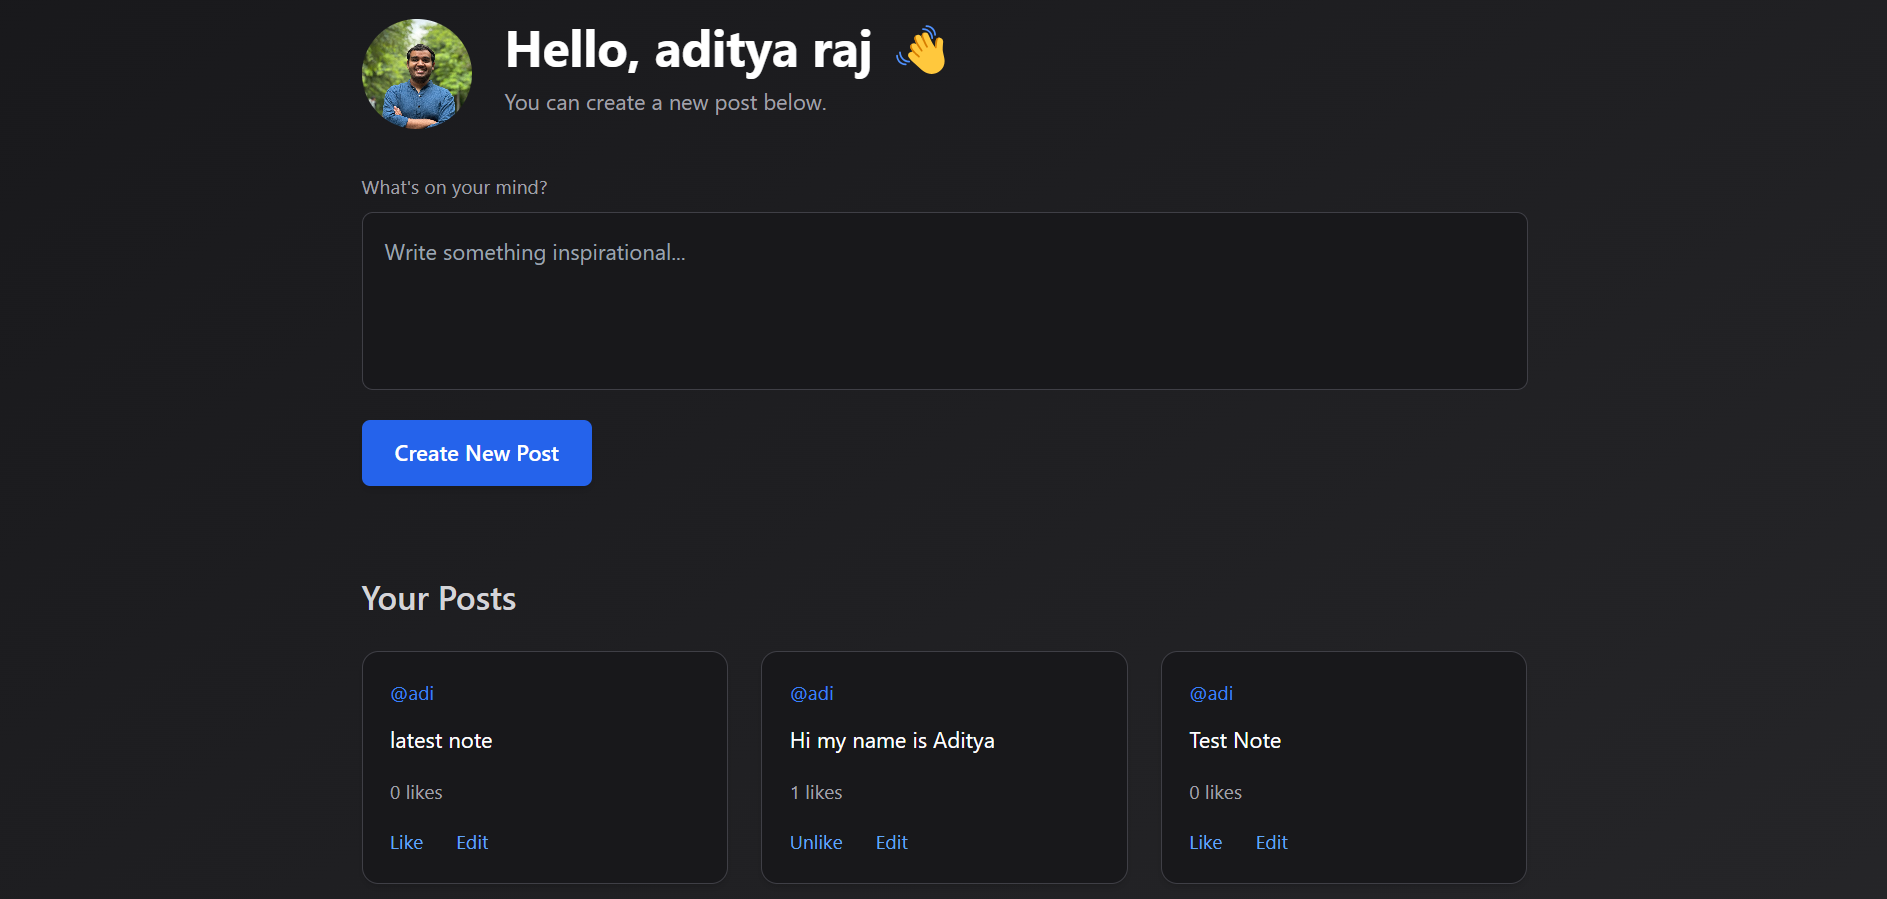 Hello, aditya raj 👋
You can create a new post below.
What's on your mind?
Write something inspirational...
Create New Post
Your Posts
@adi
latest note
0 likes
Like Edit
@adi
Hi my name is Aditya
1 likes
Unlike Edit
@adi
Test Note
0 likes
Like Edit